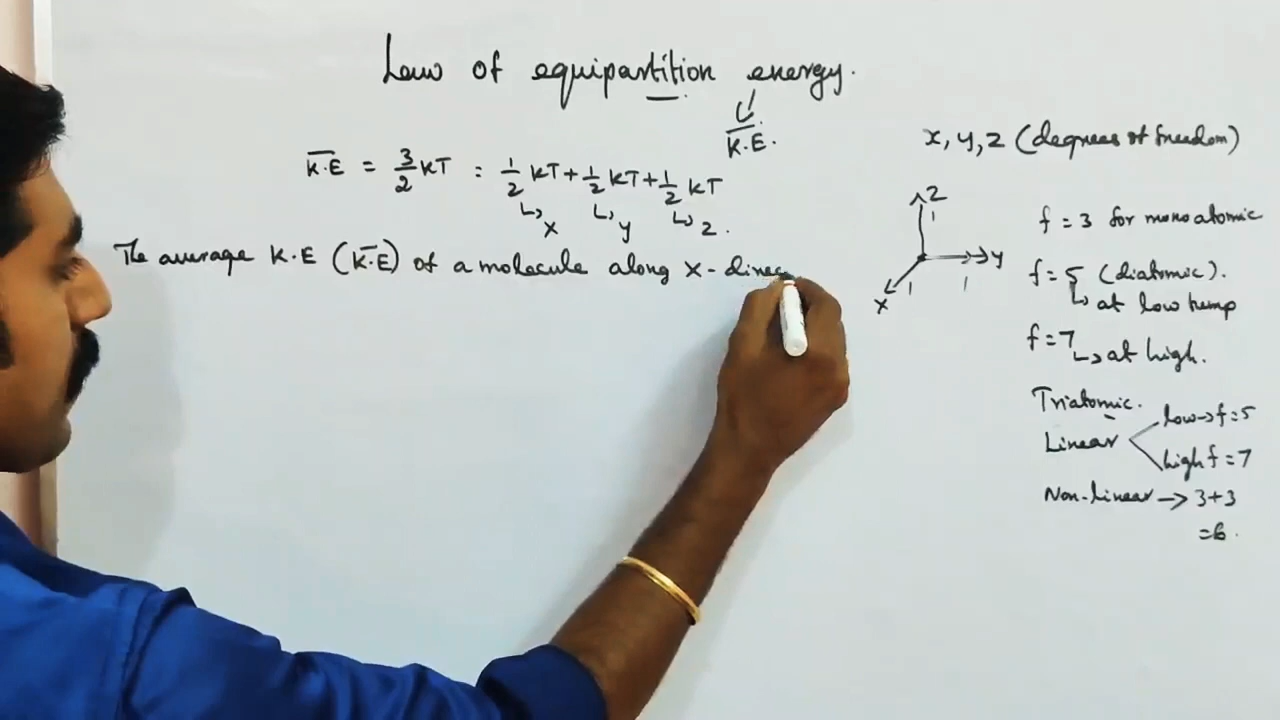 Law of equipartition energy.
K.E.
K.E = 3/2 kT = 1/2 kT + 1/2 kT + 1/2 kT
x y z.
The average K.E (K.E) of a molecule along x-direc
x, y, z (degrees of freedom)
z
y
x
f = 3 for monoatomic
f = 5 (diatomic).
↳ at low temp
f = 7
↳ at high.
Triatomic.
Linear
low → f = 5
high f = 7
Non-linear → 3+3
= 6.